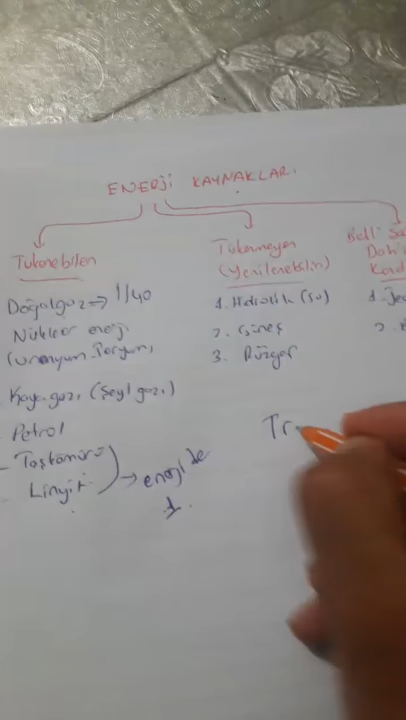 ENERJİ KAYNAKLARI
Tükenebilen
Doğalgaz → 1/40
Nükleer enerji
(uranyum
Kaya gazı (Şeyl gazı)
Petrol
- Taşkömürü
- Linyit
→ enerjide
1.
Tükenmeyen
(Yenilenebilir)
1. Hidrolik (su)
2. Güneş
3. Rüzgar
Tr